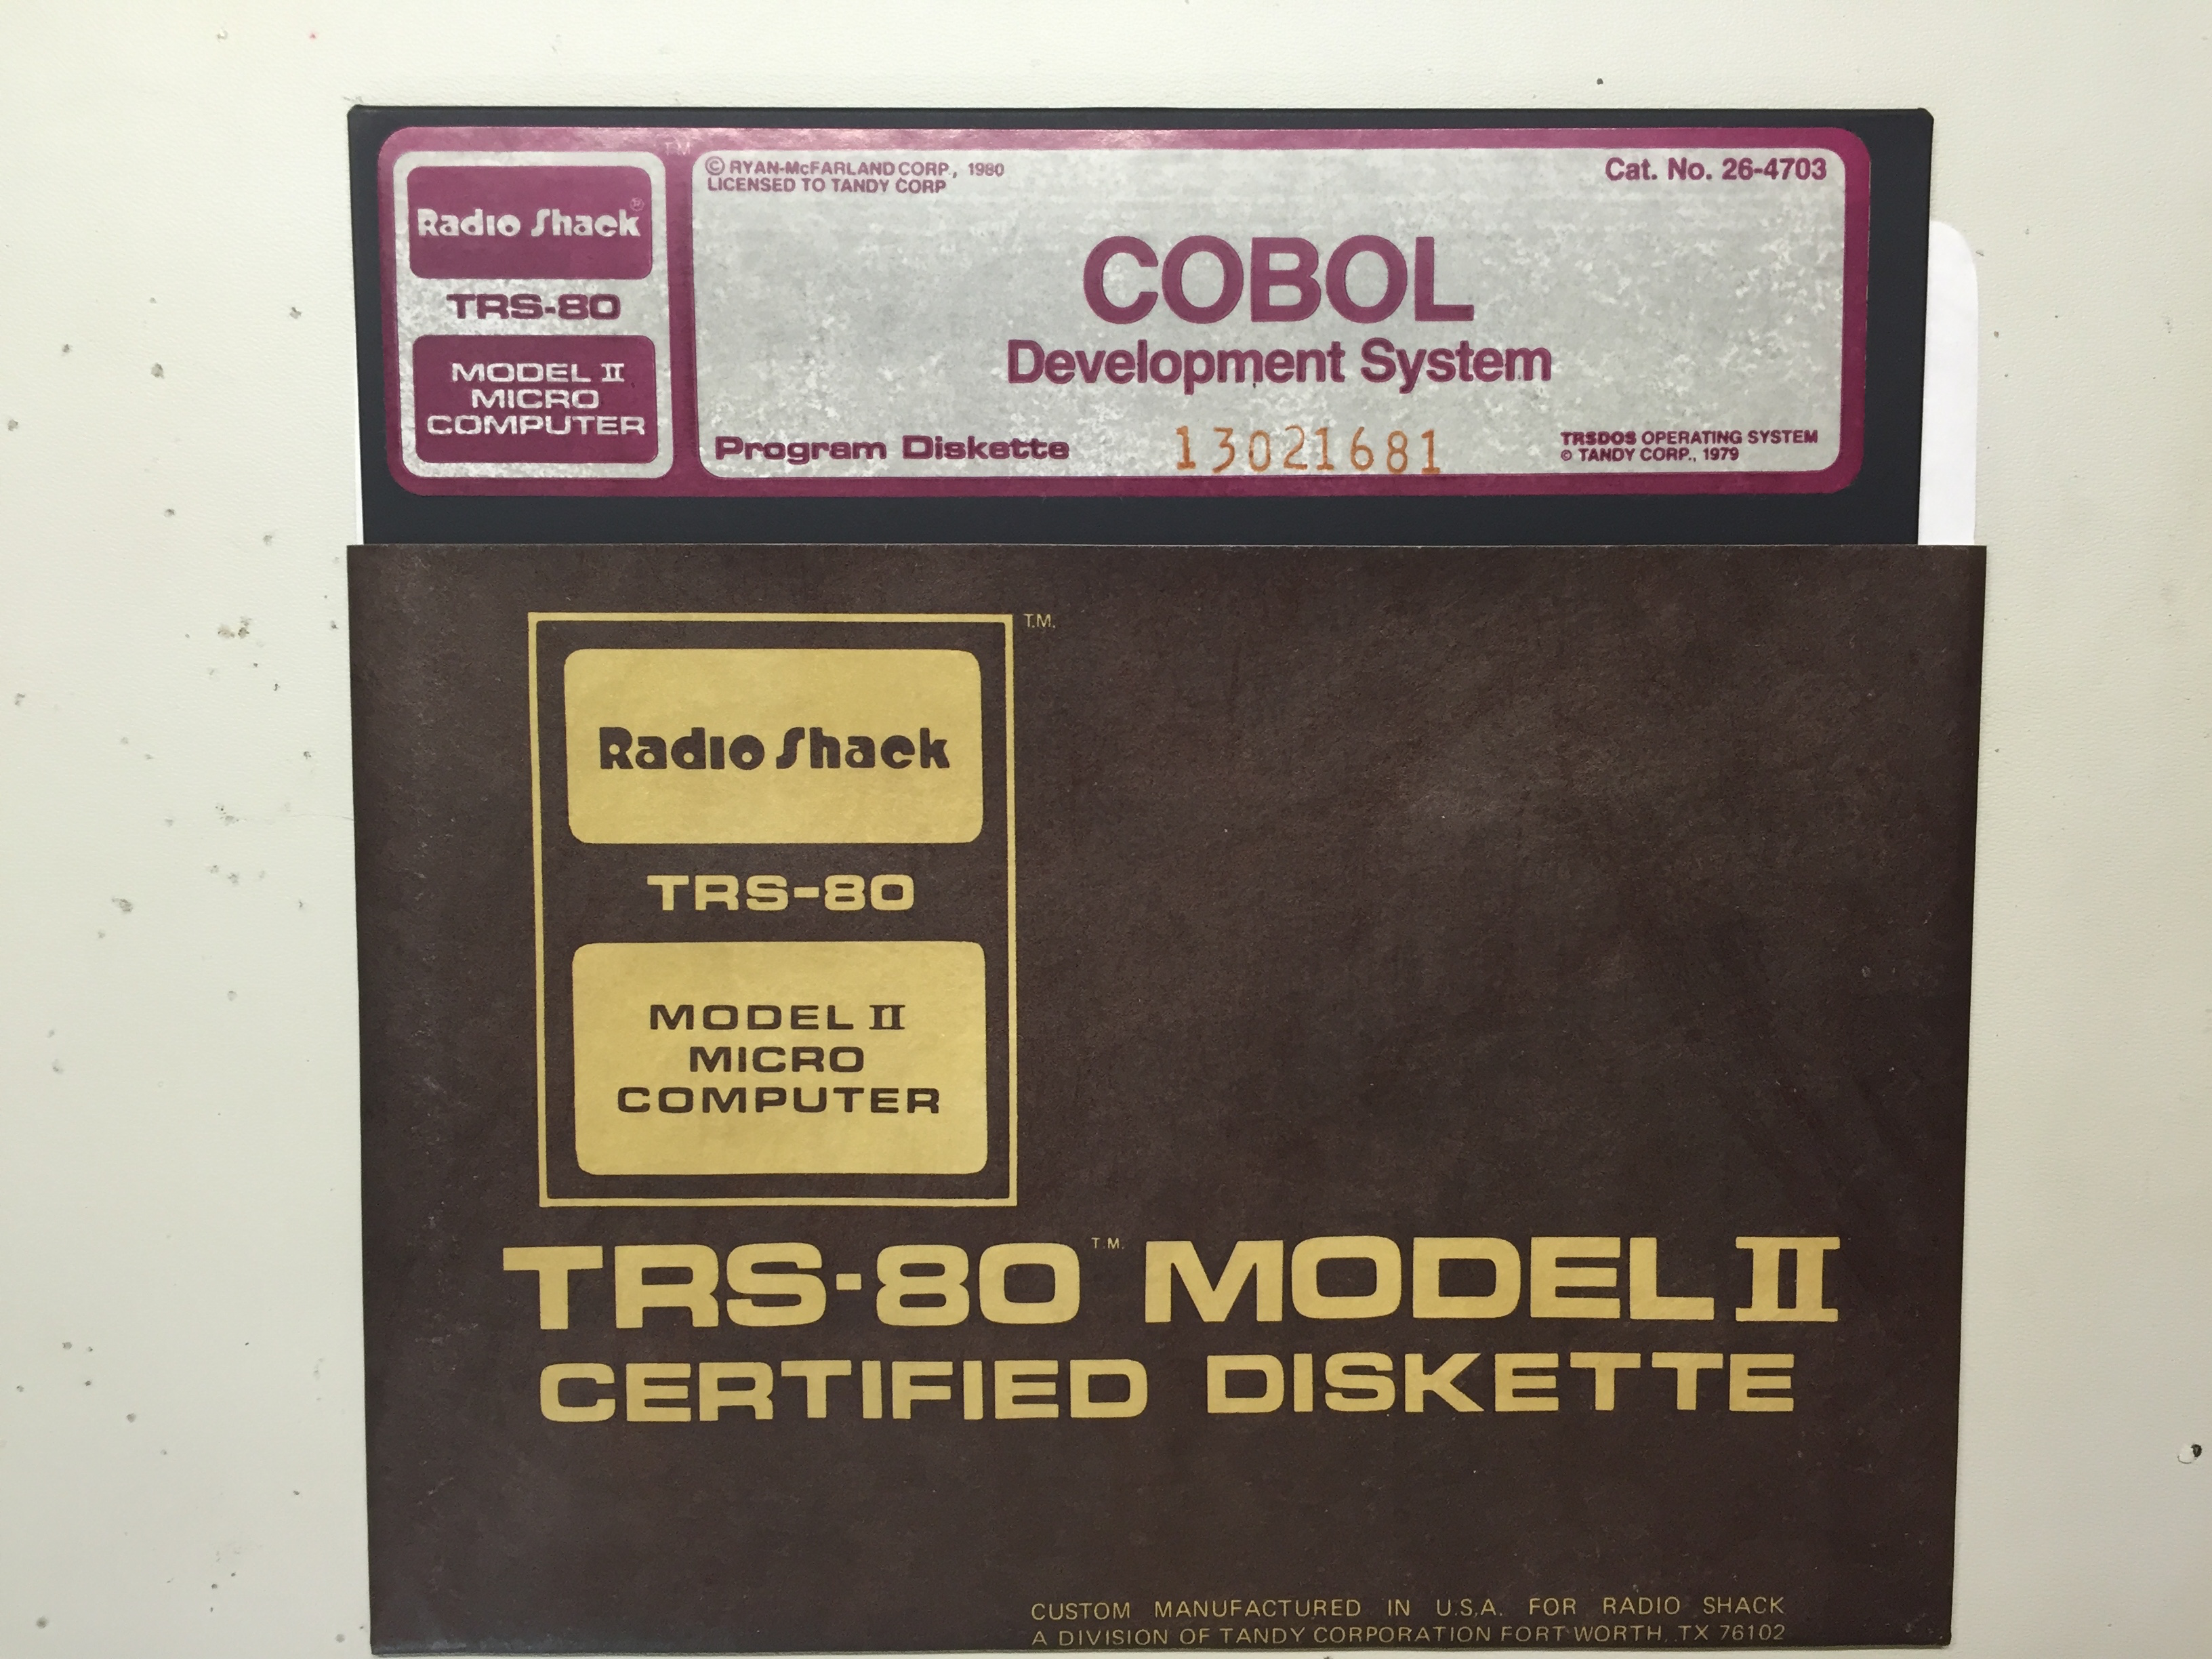 TM
Radio Shack®
TRS-80
MODEL II
MICRO
COMPUTER
© RYAN-McFARLAND CORP., 1980
LICENSED TO TANDY CORP
Cat. No. 26-4703
COBOL
Development System
Program Diskette
13021681
TRSDOS OPERATING SYSTEM
© TANDY CORP., 1979
T.M.
Radio Shack
TRS-80
MODEL II
MICRO
COMPUTER
TRS-80 T.M. MODEL II
CERTIFIED DISKETTE
CUSTOM MANUFACTURED IN U.S.A. FOR RADIO SHACK
A DIVISION OF TANDY CORPORATION FORT WORTH, TX 76102